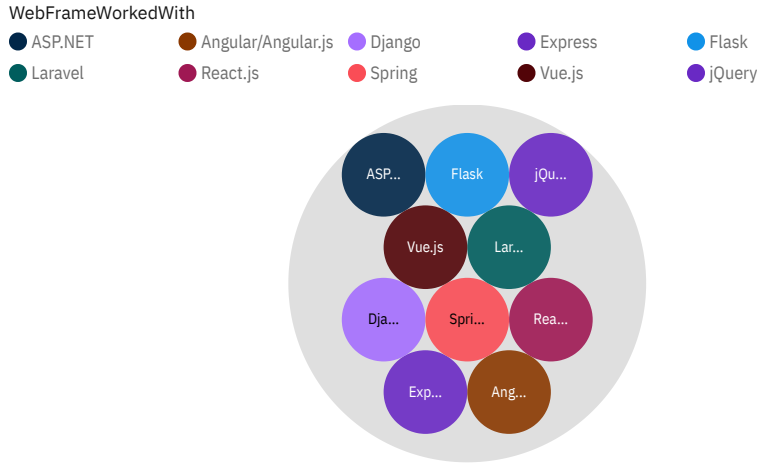 WebFrameWorkedWith
ASP.NET Angular/Angular.js Django Express Flask
Laravel React.js Spring Vue.js jQuery
ASP... Flask jQu...
Vue.js Lar...
Dja... Spri... Rea...
Exp... Ang...